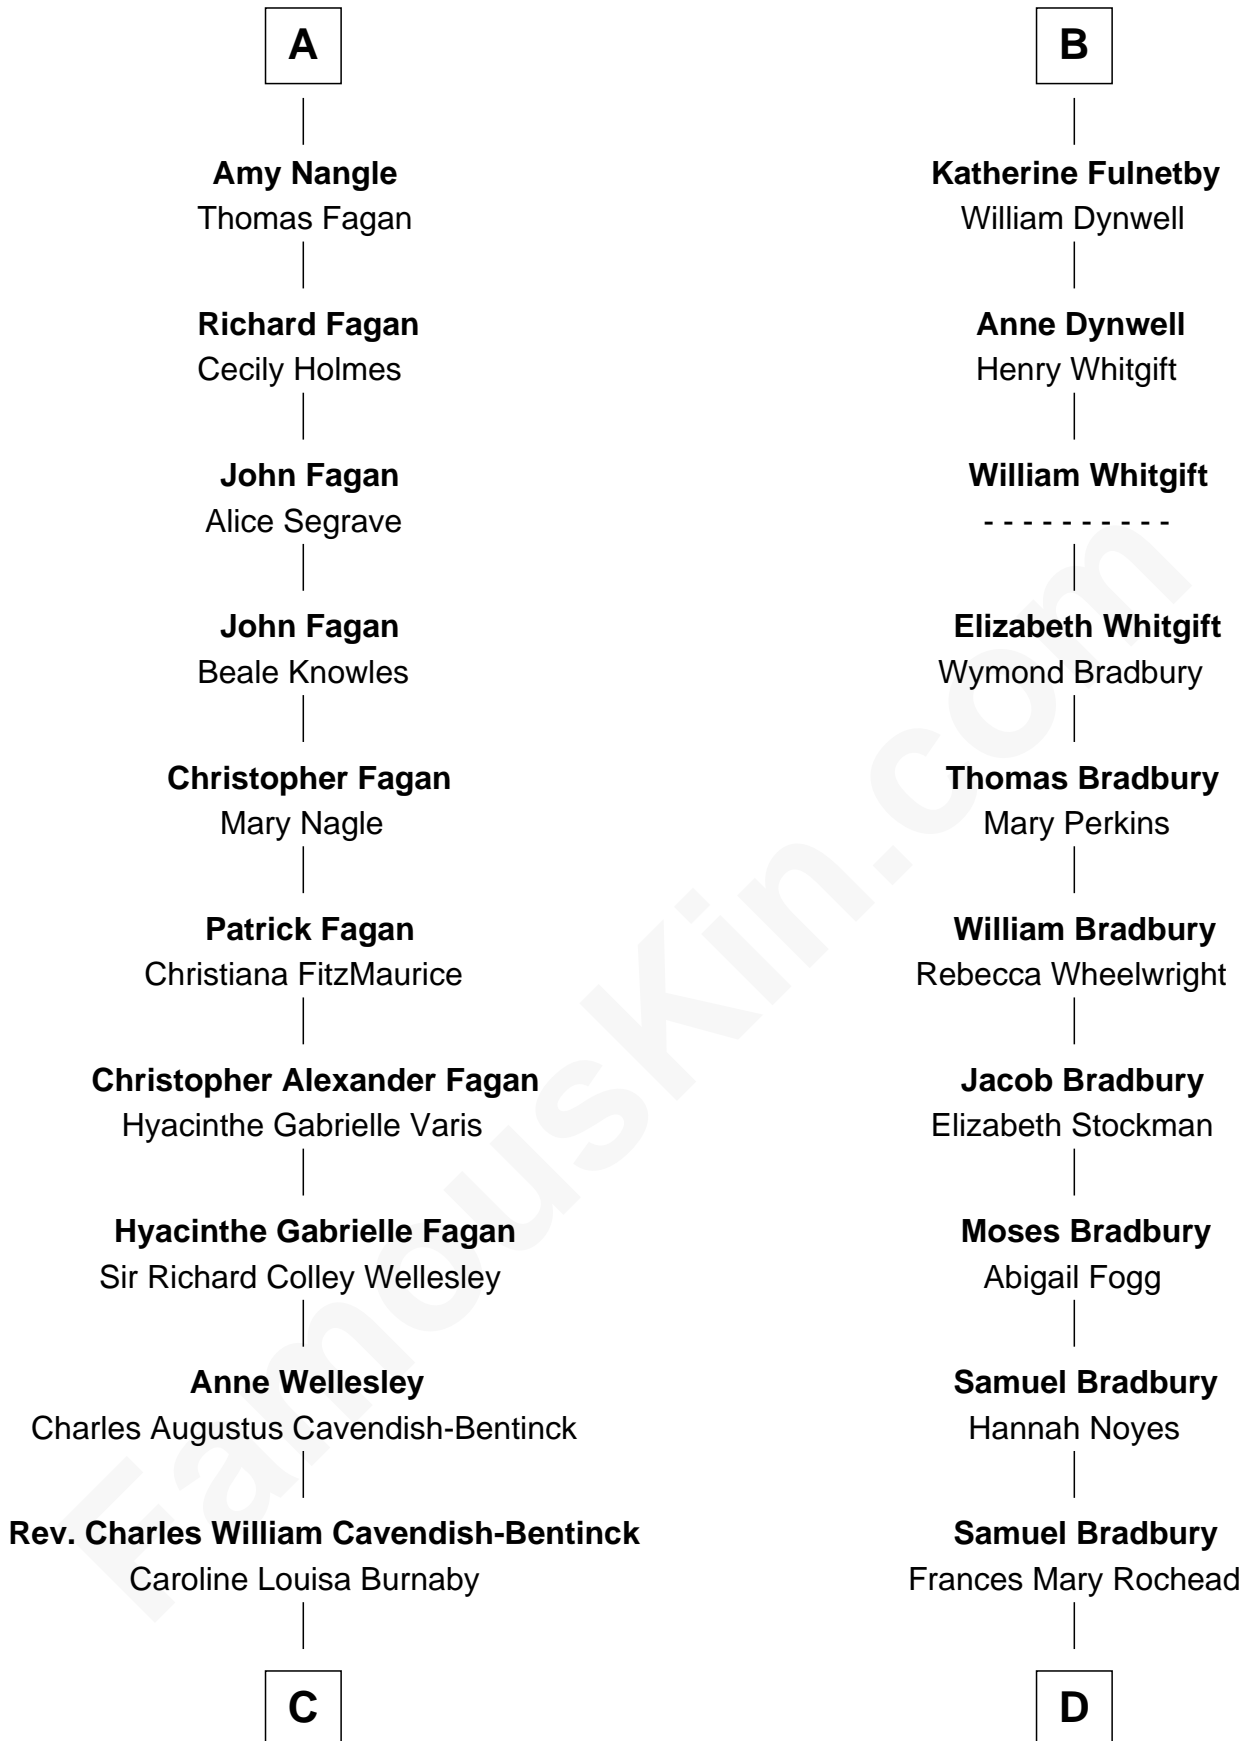 A
Amy Nangle
Thomas Fagan
Richard Fagan
Cecily Holmes
John Fagan
Alice Segrave
John Fagan
Beale Knowles
Christopher Fagan
Mary Nagle
Patrick Fagan
Christiana FitzMaurice
Christopher Alexander Fagan
Hyacinthe Gabrielle Varis
Hyacinthe Gabrielle Fagan
Sir Richard Colley Wellesley
Anne Wellesley
Charles Augustus Cavendish-Bentinck
Rev. Charles William Cavendish-Bentinck
Caroline Louisa Burnaby
C
B
Katherine Fulnetby
William Dynwell
Anne Dynwell
Henry Whitgift
William Whitgift
- - - - - - - - - -
Elizabeth Whitgift
Wymond Bradbury
Thomas Bradbury
Mary Perkins
William Bradbury
Rebecca Wheelwright
Jacob Bradbury
Elizabeth Stockman
Moses Bradbury
Abigail Fogg
Samuel Bradbury
Hannah Noyes
Samuel Bradbury
Frances Mary Rochead
D
FamousKin.com